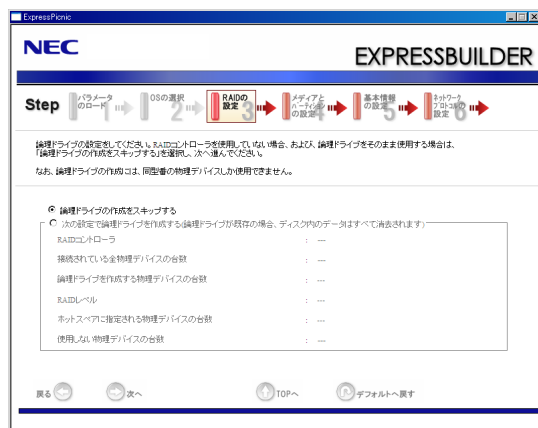 ExpressPicnic
NEC
EXPRESSBUILDER
Step
パラメータのロード 1
OSの選択 2
RAIDの設定 3
メディアとパーティションの設定 4
基本情報の設定 5
ネットワークプロトコルの設定 6
論理ドライブの設定をしてください。RAIDコントローラを使用していない場合、および、論理ドライブをそのまま使用する場合は、
「論理ドライブの作成をスキップする」を選択し、次へ進んでください。
なお、論理ドライブの作成には、同型番の物理デバイスしか使用できません。
論理ドライブの作成をスキップする
次の設定で論理ドライブを作成する(論理ドライブが既存の場合、ディスク内のデータはすべて消去されます)
RAIDコントローラ : ---
接続されている全物理デバイスの台数 : ---
論理ドライブを作成する物理デバイスの台数 : ---
RAIDレベル : ---
ホットスペアに指定される物理デバイスの台数 : ---
使用しない物理デバイスの台数 : ---
戻る 次へ TOPへ デフォルトへ戻す